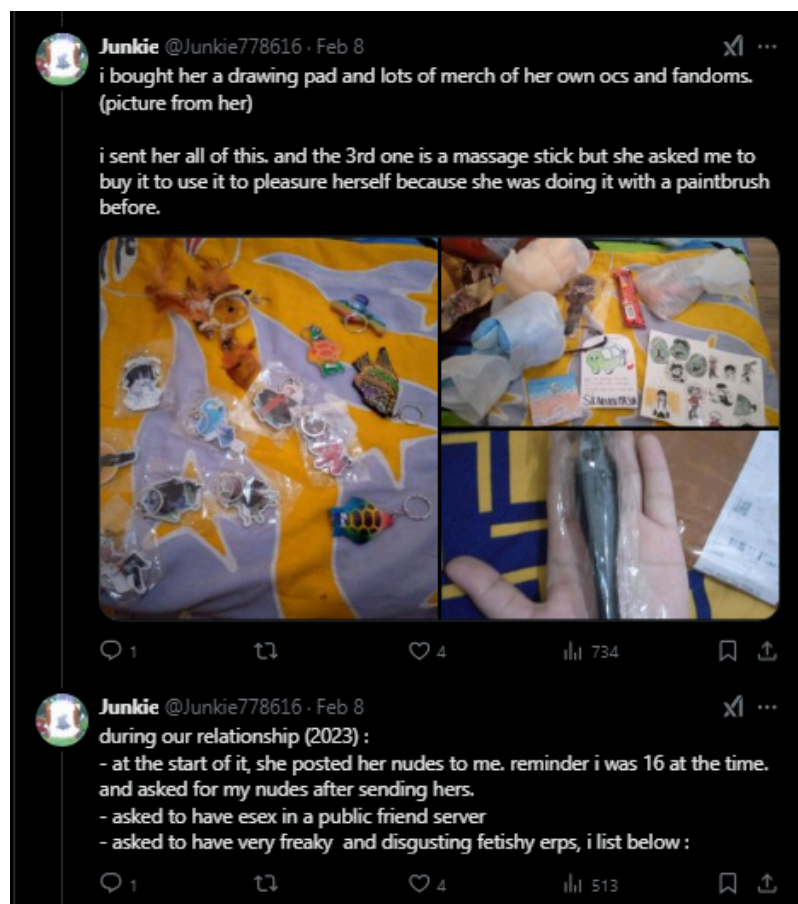 Junkie @Junkie778616 · Feb 8
i bought her a drawing pad and lots of merch of her own ocs and fandoms.
(picture from her)
i sent her all of this. and the 3rd one is a massage stick but she asked me to
buy it to use it to pleasure herself because she was doing it with a paintbrush
before.
1
4
734
Junkie @Junkie778616 · Feb 8
during our relationship (2023) :
- at the start of it, she posted her nudes to me. reminder i was 16 at the time.
and asked for my nudes after sending hers.
- asked to have esex in a public friend server
- asked to have very freaky and disgusting fetishy erps, i list below :
1
4
513